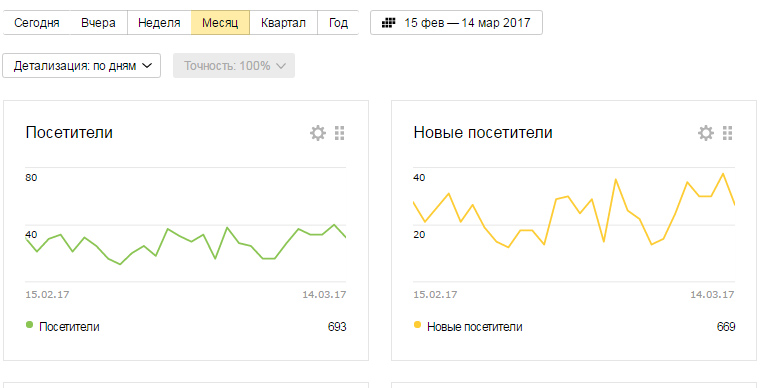 Сегодня Вчера Неделя Месяц Квартал Год 15 фев — 14 мар 2017
Детализация: по дням Точность: 100%
Посетители
80
40
15.02.17 14.03.17
Посетители 693
Новые посетители
40
20
15.02.17 14.03.17
Новые посетители 669